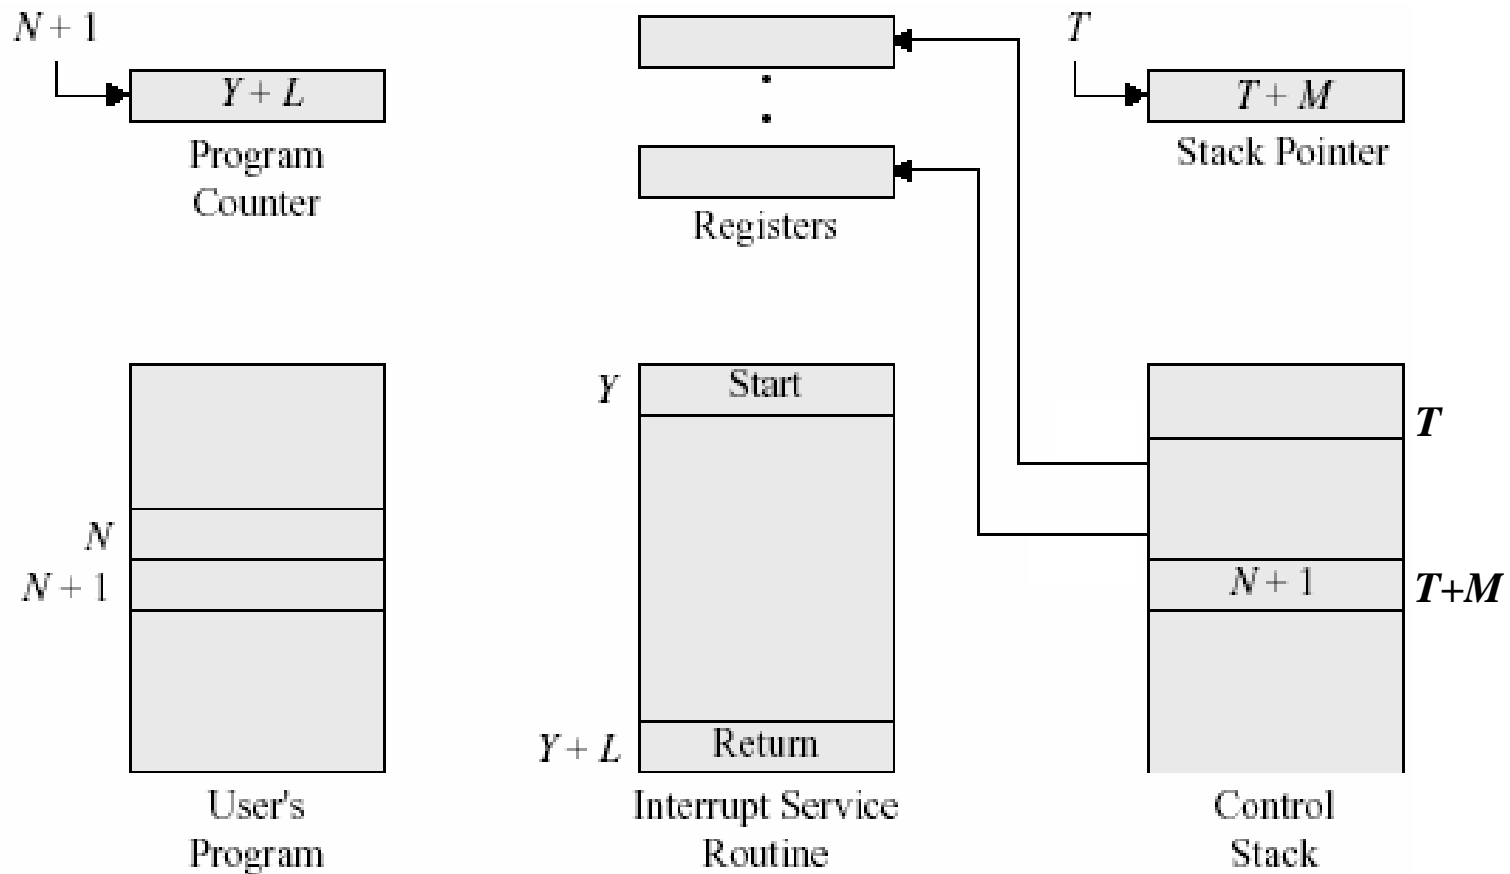 N + 1
Y + L
Program
Counter
Registers
T
T + M
Stack Pointer
N
N + 1
User's
Program
Y
Start
Y + L
Return
Interrupt Service
Routine
T
N + 1
T+M
Control
Stack